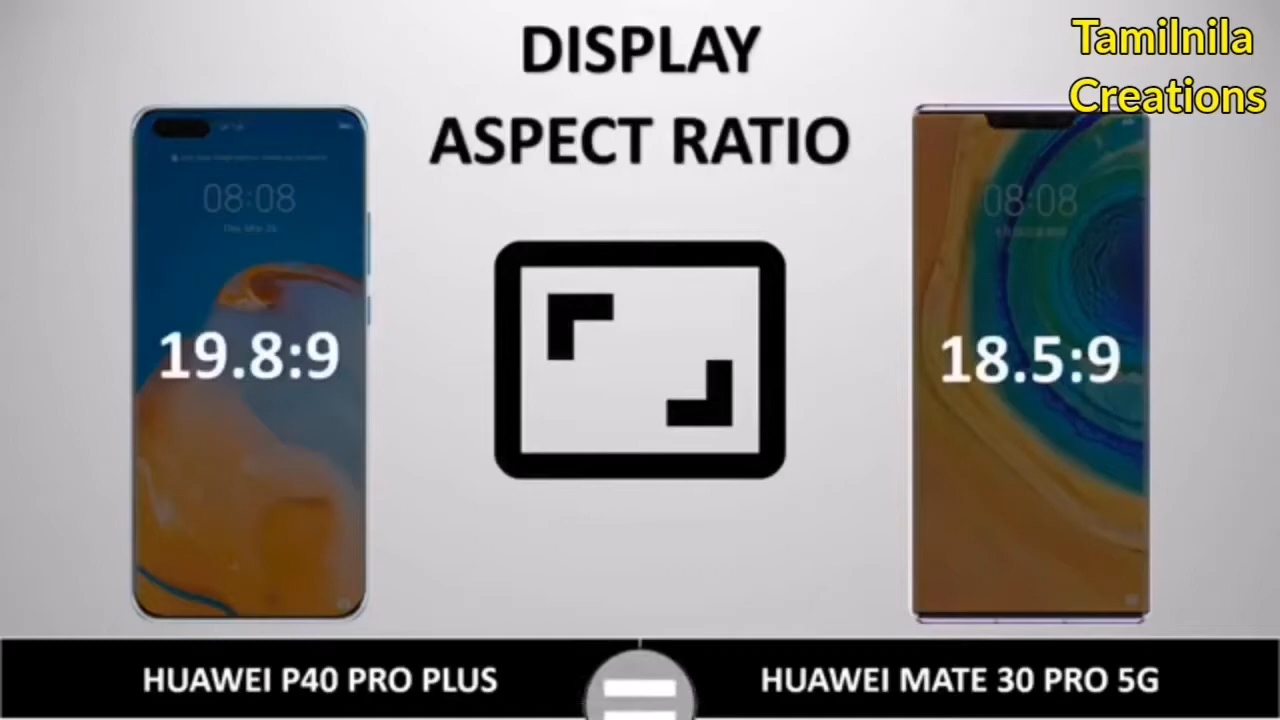 DISPLAY
ASPECT RATIO
Tamilnila
Creations
08:08
08:08
19.8:9
18.5:9
HUAWEI P40 PRO PLUS
HUAWEI MATE 30 PRO 5G